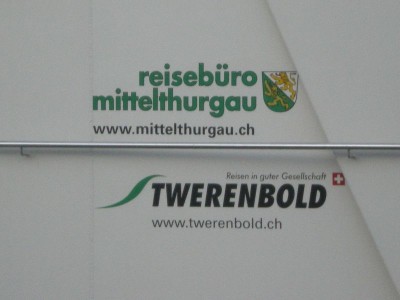 reisebüro
mittelthurgau
www.mittelthurgau.ch
Reisen in guter Gesellschaft
TWERENBOLD
www.twerenbold.ch